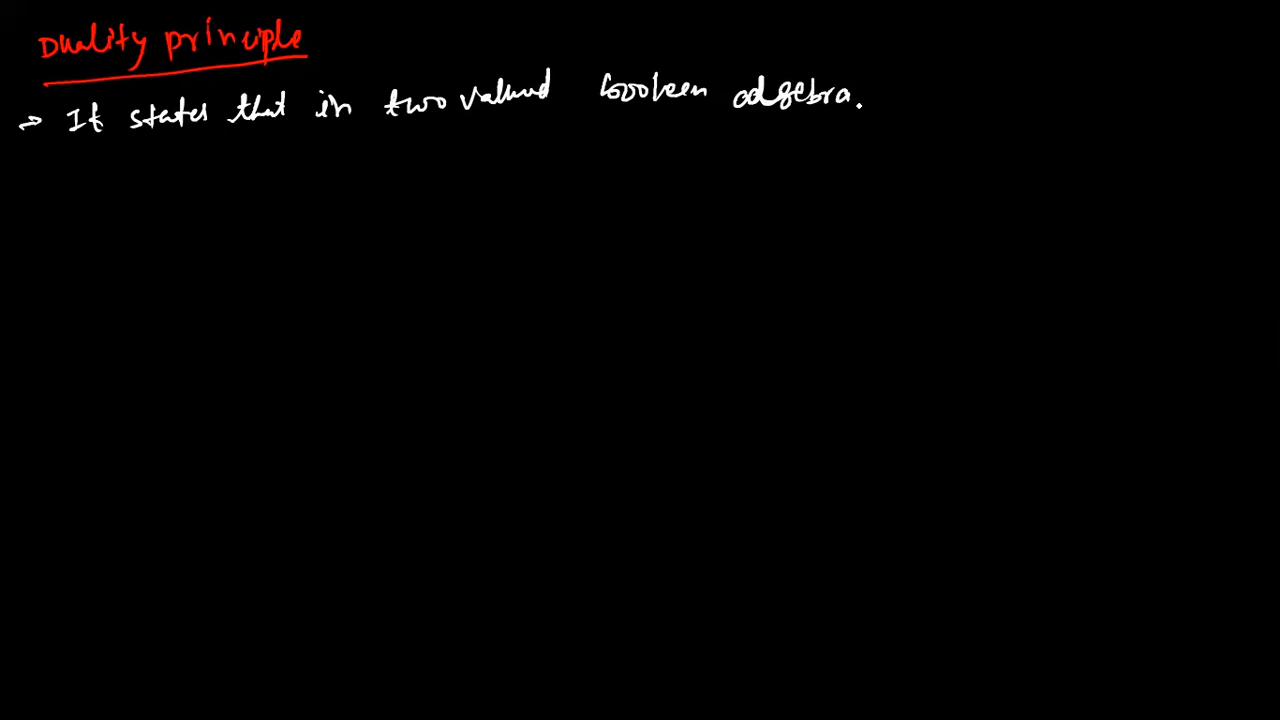 Duality principle
→ It states that in two valued boolean algebra.